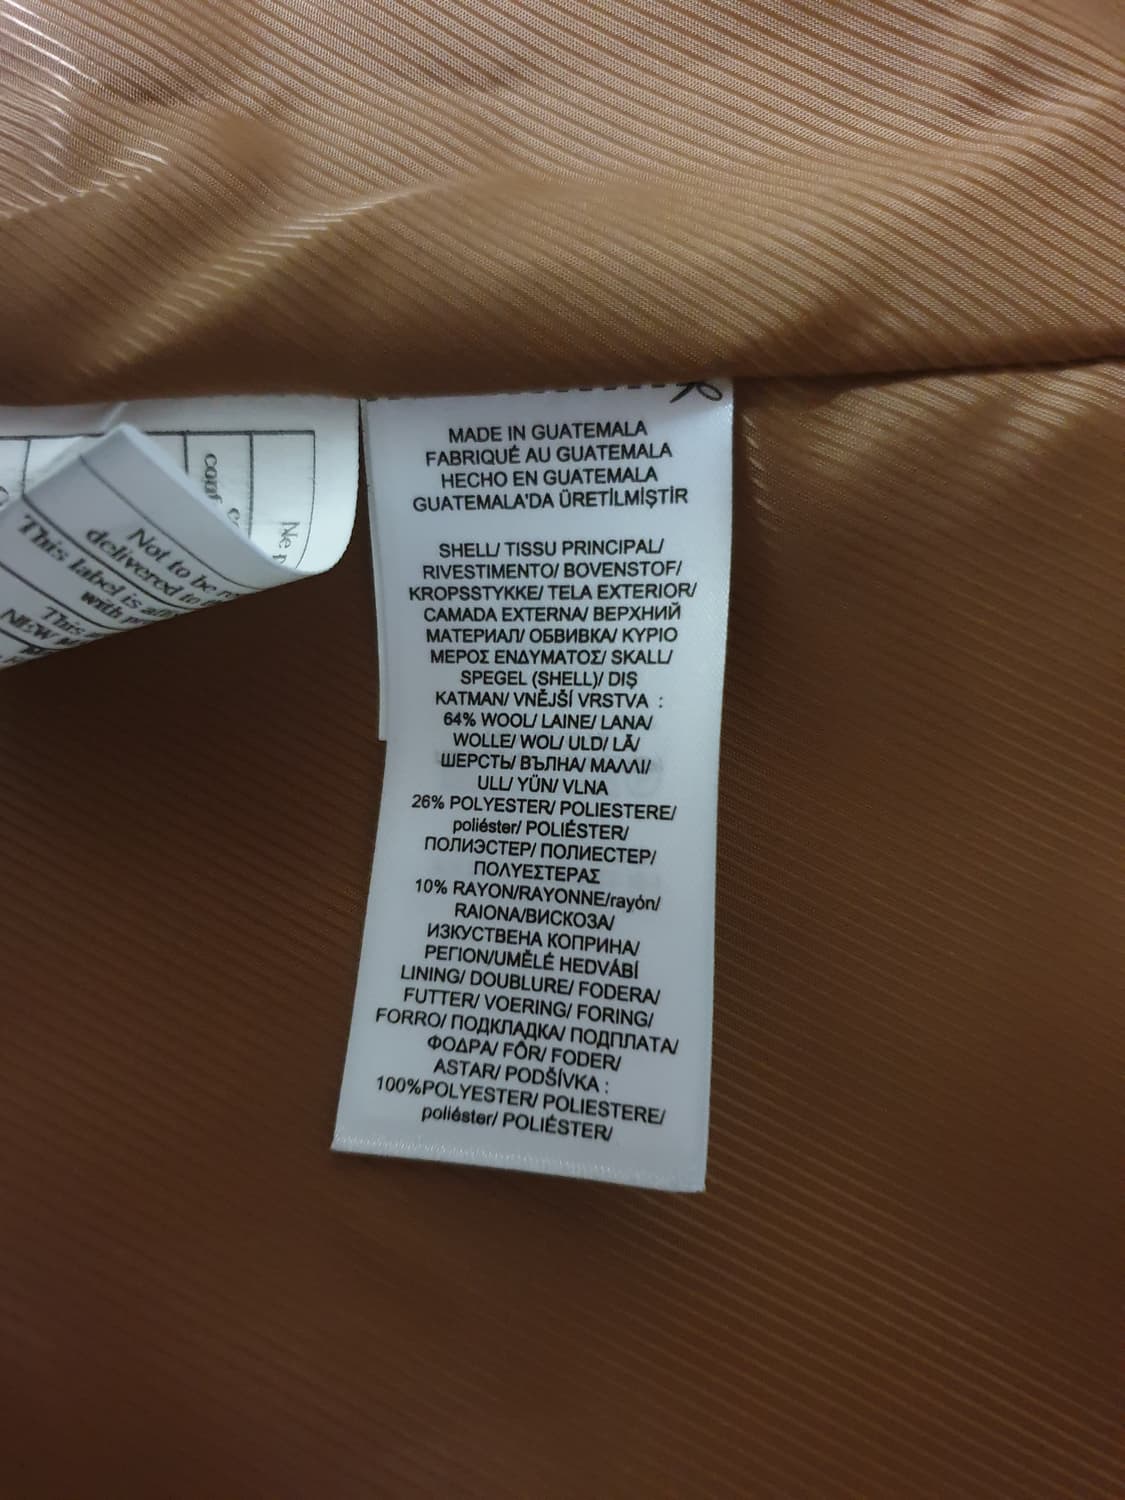 MADE IN GUATEMALA
FABRIQUÉ AU GUATEMALA
HECHO EN GUATEMALA
GUATEMALA'DA ÜRETİLMİŞTİR
SHELL/ TISSU PRINCIPAL/
RIVESTIMENTO/ BOVENSTOF/
KROPSSTYKKE/ TELA EXTERIOR/
CAMADA EXTERNA/ ВЕРХНИЙ
МАТЕРИАЛ/ ОБВИВКА/ ΚΥΡΙΟ
ΜΕΡΟΣ ΕΝΔΥΜΑΤΟΣ/ SKALL/
SPEGEL (SHELL)/ DIŞ
KATMAN/ VNĚJŠÍ VRSTVA :
64% WOOL/ LAINE/ LANA/
WOLLE/ WOL/ ULD/ LÃ/
ШЕРСТЬ/ ВЪЛНА/ ΜΑΛΛΙ/
ULL/ YÜN/ VLNA
26% POLYESTER/ POLIESTERE/
poliéster/ POLIÉSTER/
ПОЛИЭСТЕР/ ПОЛИЕСТЕР/
ΠΟΛΥΕΣΤΕΡΑΣ
10% RAYON/RAYONNE/rayón/
RAIONA/ВИСКОЗА/
ИЗКУСТВЕНА КОПРИНА/
ΡΕΓΙΟΝ/UMĚLÉ HEDVÁBÍ
LINING/ DOUBLURE/ FODERA/
FUTTER/ VOERING/ FORING/
FORRO/ ПОДКЛАДКА/ ПОДПЛАТА/
ΦΟΔΡΑ/ FÔR/ FODER/
ASTAR/ PODŠÍVKA :
100%POLYESTER/ POLIESTERE/
poliéster/ POLIÉSTER/
Not to be
delivered to
This label is
with
This
NEW
conf
Ne